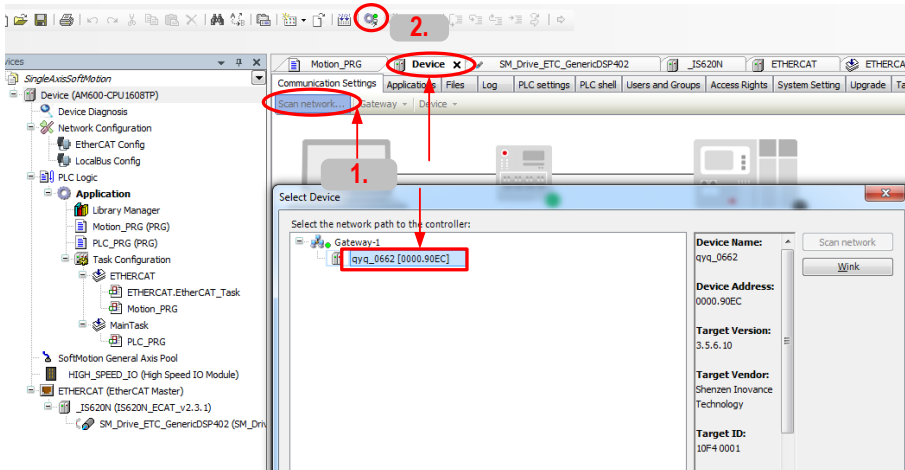 2.
vices
Motion_PRG
Device
SM_Drive_ETC_GenericDSP402
_IS620N
ETHERCAT
ETHERCA
SingleAxisSoftMotion
Device (AM600-CPU1608TP)
Device Diagnosis
Network Configuration
EtherCAT Config
LocalBus Config
PLC Logic
Application
Library Manager
Motion_PRG (PRG)
PLC_PRG (PRG)
Task Configuration
ETHERCAT
ETHERCAT.EtherCAT_Task
Motion_PRG
MainTask
PLC_PRG
SoftMotion General Axis Pool
HIGH_SPEED_IO (High Speed IO Module)
ETHERCAT (EtherCAT Master)
_IS620N (IS620N_ECAT_v2.3.1)
SM_Drive_ETC_GenericDSP402 (SM_Driv
Communication Settings
Applications
Files
Log
PLC settings
PLC shell
Users and Groups
Access Rights
System Setting
Upgrade
Ta
Scan network...
Gateway
Device
1.
Select Device
Select the network path to the controller:
Gateway-1
qyq_0662 [0000.90EC]
Device Name:
qyq_0662
Device Address:
0000.90EC
Target Version:
3.5.6.10
Target Vendor:
Shenzen Inovance
Technology
Target ID:
10F4 0001
Scan network
Wink